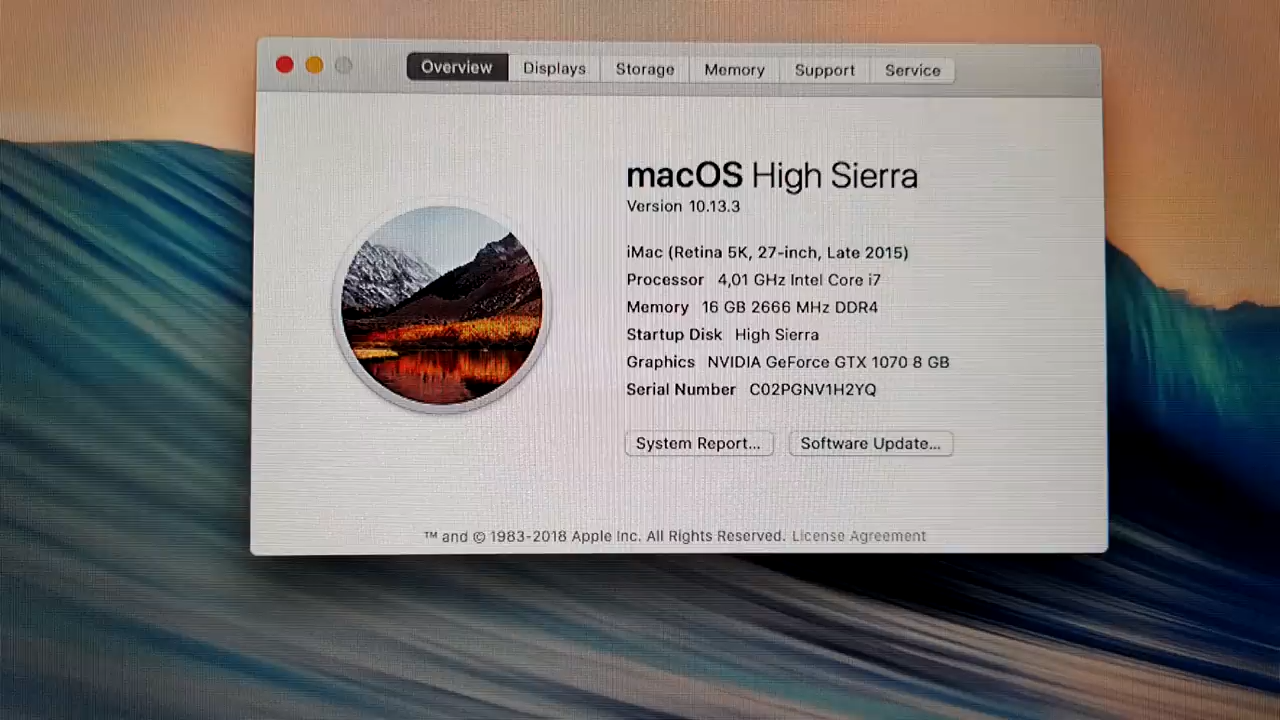 Overview Displays Storage Memory Support Service
macOS High Sierra
Version 10.13.3
iMac (Retina 5K, 27-inch, Late 2015)
Processor 4,01 GHz Intel Core i7
Memory 16 GB 2666 MHz DDR4
Startup Disk High Sierra
Graphics NVIDIA GeForce GTX 1070 8 GB
Serial Number C02PGNV1H2YQ
System Report... Software Update...
™ and © 1983-2018 Apple Inc. All Rights Reserved. License Agreement